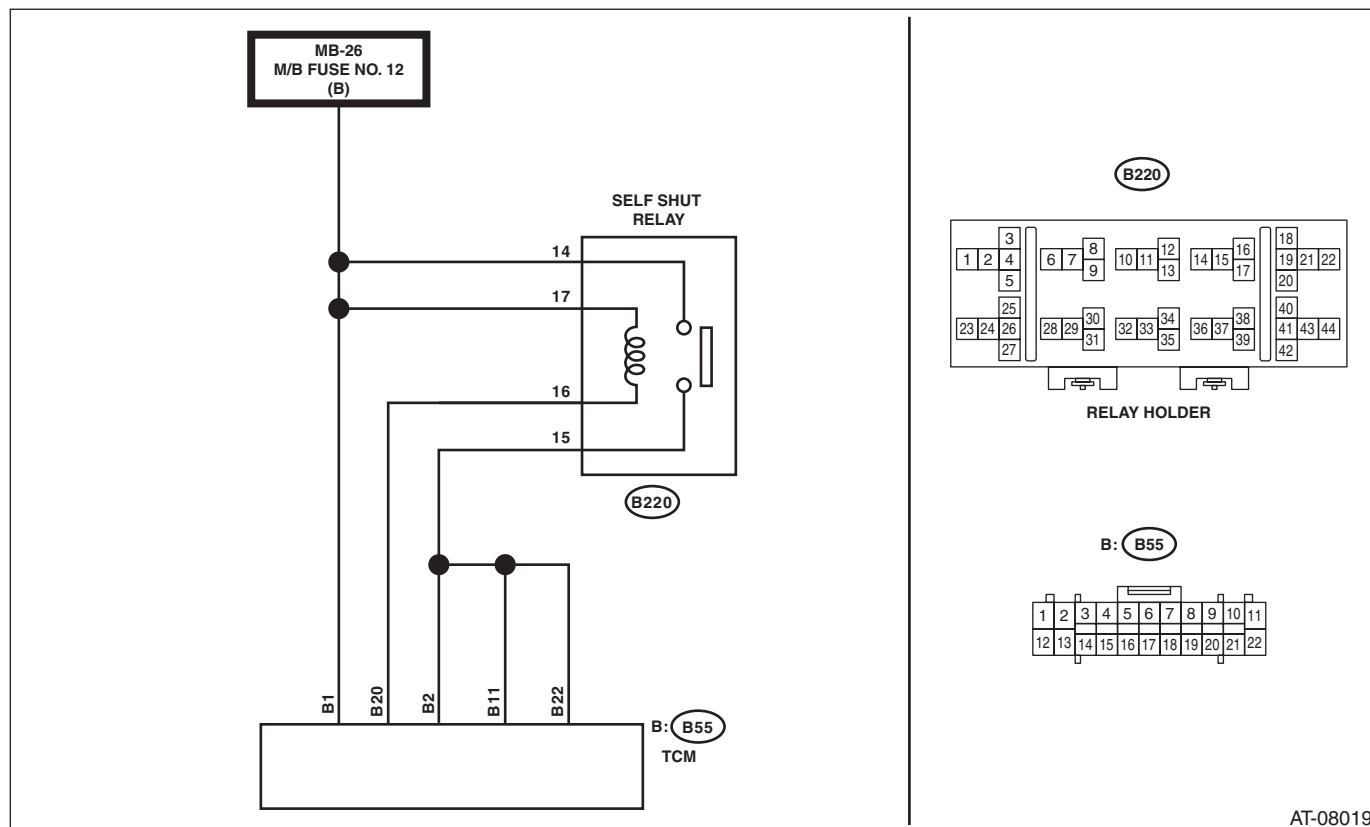 MB-26
M/B FUSE NO. 12
(B)
SELF SHUT
RELAY
14
17
16
15
B220
B1
B20
B2
B11
B22
B: B55
TCM
B220
3 8 12 16 18
1 2 4 6 7 10 11 14 15 19 21 22
5 9 13 17 20
25 30 34 38 40
23 24 26 28 29 32 33 36 37 41 43 44
27 31 35 39 42
RELAY HOLDER
B: B55
1 2 3 4 5 6 7 8 9 10 11
12 13 14 15 16 17 18 19 20 21 22
AT-08019